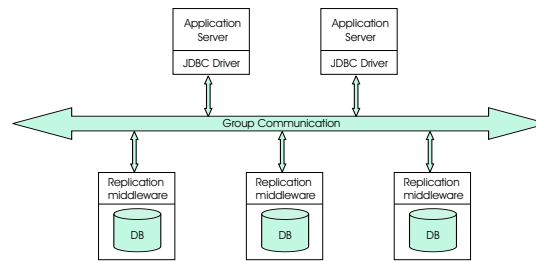 Application
Server
JDBC Driver
Application
Server
JDBC Driver
Group Communication
Replication
middleware
DB
Replication
middleware
DB
Replication
middleware
DB